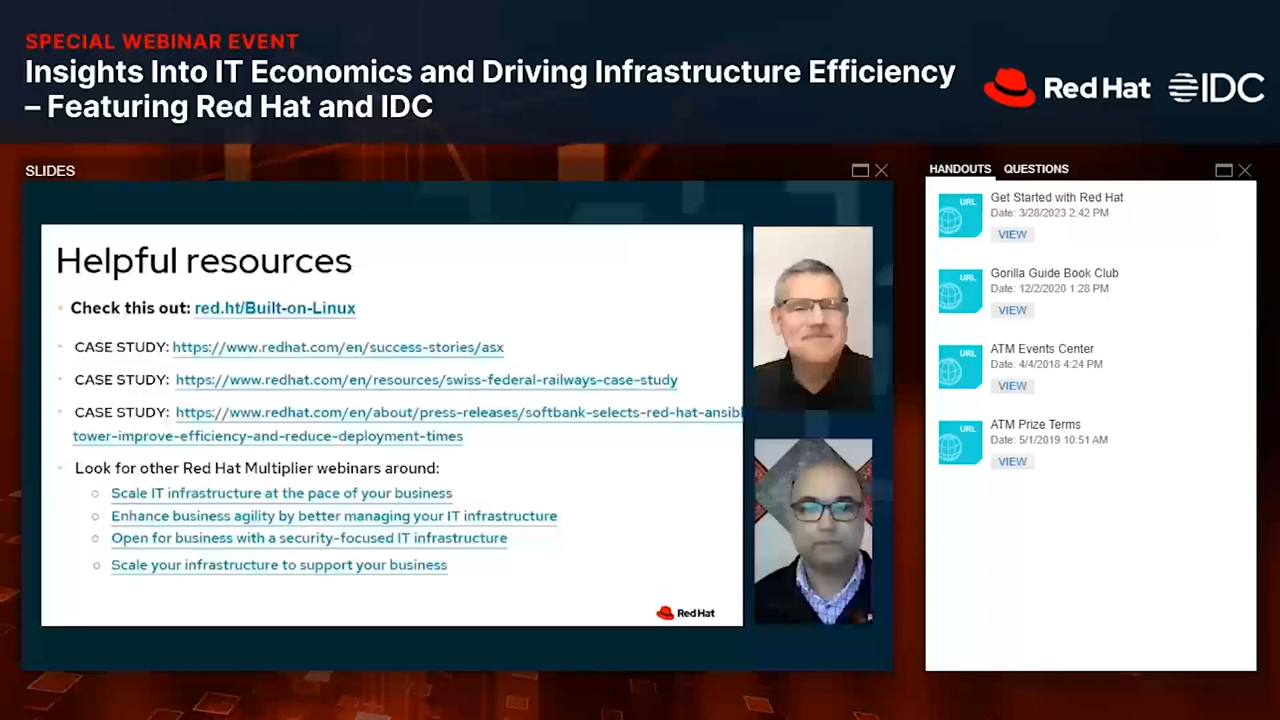 SPECIAL WEBINAR EVENT
Insights Into IT Economics and Driving Infrastructure Efficiency
– Featuring Red Hat and IDC
Red Hat
IDC
SLIDES
Helpful resources
Check this out: red.ht/Built-on-Linux
CASE STUDY: https://www.redhat.com/en/success-stories/asx
CASE STUDY: https://www.redhat.com/en/resources/swiss-federal-railways-case-study
CASE STUDY: https://www.redhat.com/en/about/press-releases/softbank-selects-red-hat-ansibl
tower-improve-efficiency-and-reduce-deployment-times
Look for other Red Hat Multiplier webinars around:
Scale IT infrastructure at the pace of your business
Enhance business agility by better managing your IT infrastructure
Open for business with a security-focused IT infrastructure
Scale your infrastructure to support your business
Red Hat
HANDOUTS QUESTIONS
URL
Get Started with Red Hat
Date: 3/28/2023 2:42 PM
VIEW
URL
Gorilla Guide Book Club
Date: 12/2/2020 1:28 PM
VIEW
URL
ATM Events Center
Date: 4/4/2018 4:24 PM
VIEW
URL
ATM Prize Terms
Date: 5/1/2019 10:51 AM
VIEW